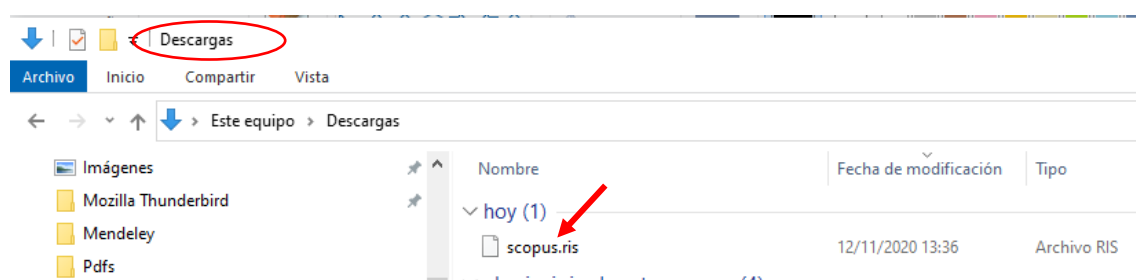 Descargas
Archivo Inicio Compartir Vista
Este equipo > Descargas
Imágenes
Mozilla Thunderbird
Mendeley
Pdfs
Nombre Fecha de modificación Tipo
hoy (1)
scopus.ris 12/11/2020 13:36 Archivo RIS